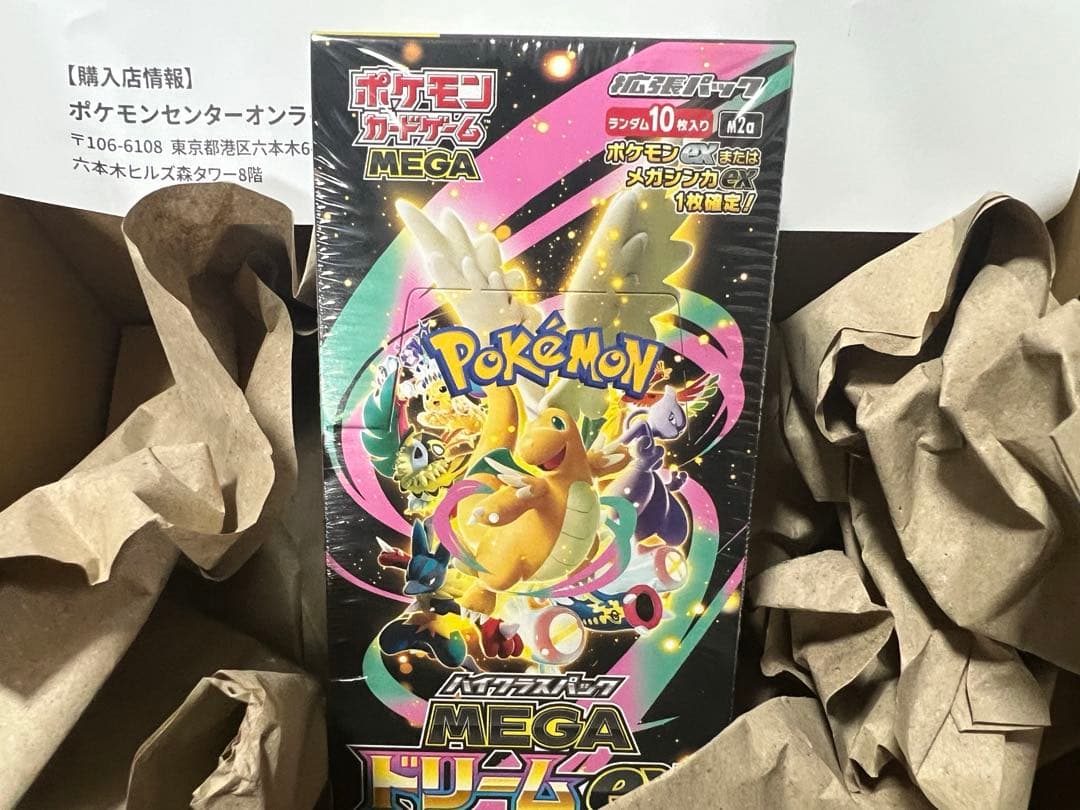 【購入店情報】
ポケモンセンターオンラ
〒106-6108 東京都港区六本木6
六本木ヒルズ森タワー8階
ポケモン
カードゲーム
MEGA
拡張パック
ランダム10枚入り M2a
ポケモンexまたは
メガシンカex
1枚確定!
POKéMON
ハイクラスパック
MEGA
ドリームex